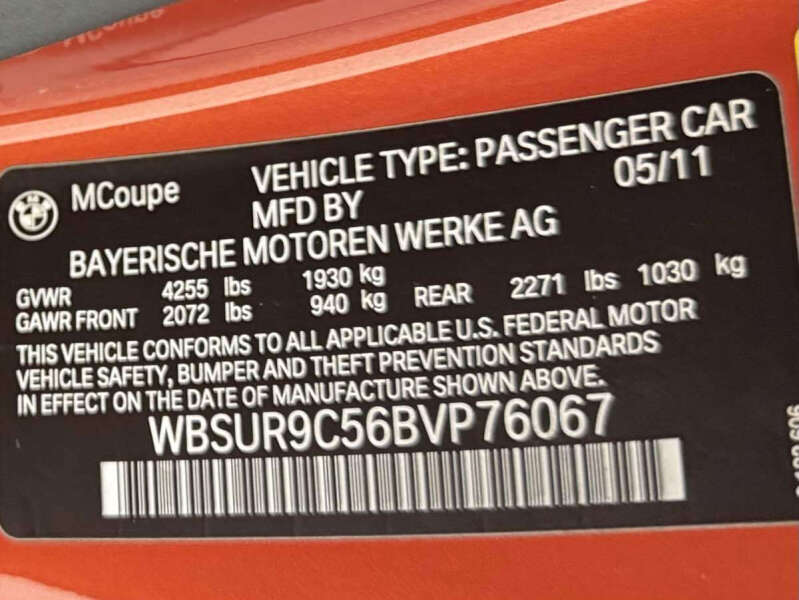 MCoupe
VEHICLE TYPE: PASSENGER CAR
MFD BY 05/11
BAYERISCHE MOTOREN WERKE AG
GVWR 4255 lbs 1930 kg
GAWR FRONT 2072 lbs 940 kg REAR 2271 lbs 1030 kg
THIS VEHICLE CONFORMS TO ALL APPLICABLE U.S. FEDERAL MOTOR
VEHICLE SAFETY, BUMPER AND THEFT PREVENTION STANDARDS
IN EFFECT ON THE DATE OF MANUFACTURE SHOWN ABOVE.
WBSUR9C56BVP76067